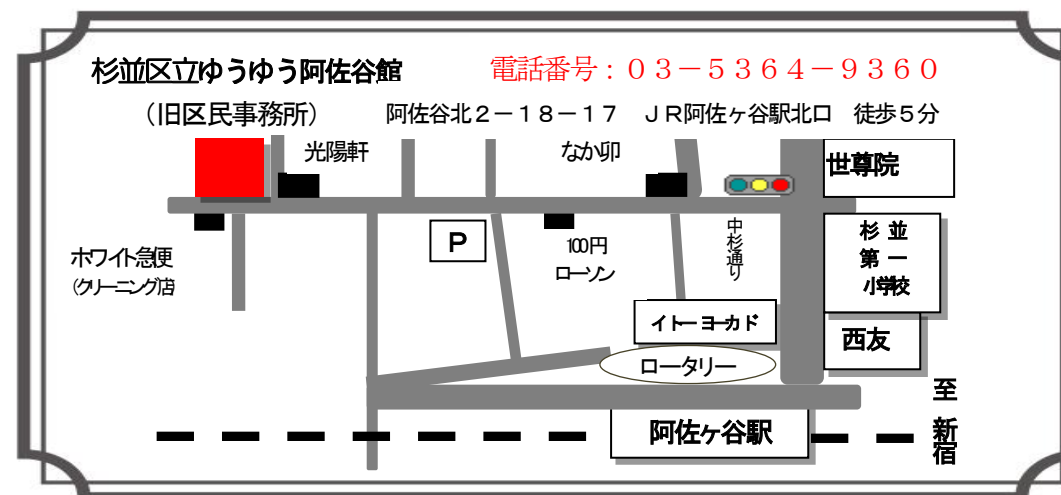 杉並区立ゆうゆう阿佐谷館 電話番号：０３－５３６４－９３６０
（旧区民事務所） 阿佐谷北２－１８－１７ ＪＲ阿佐ヶ谷駅北口 徒歩５分
光陽軒
なか卯
世尊院
ホワイト急便
（クリーニング店）
P
100円
ローソン
中杉通り
杉並
第一
小学校
イトーヨーカド
西友
ロータリー
阿佐ヶ谷駅
至
新宿